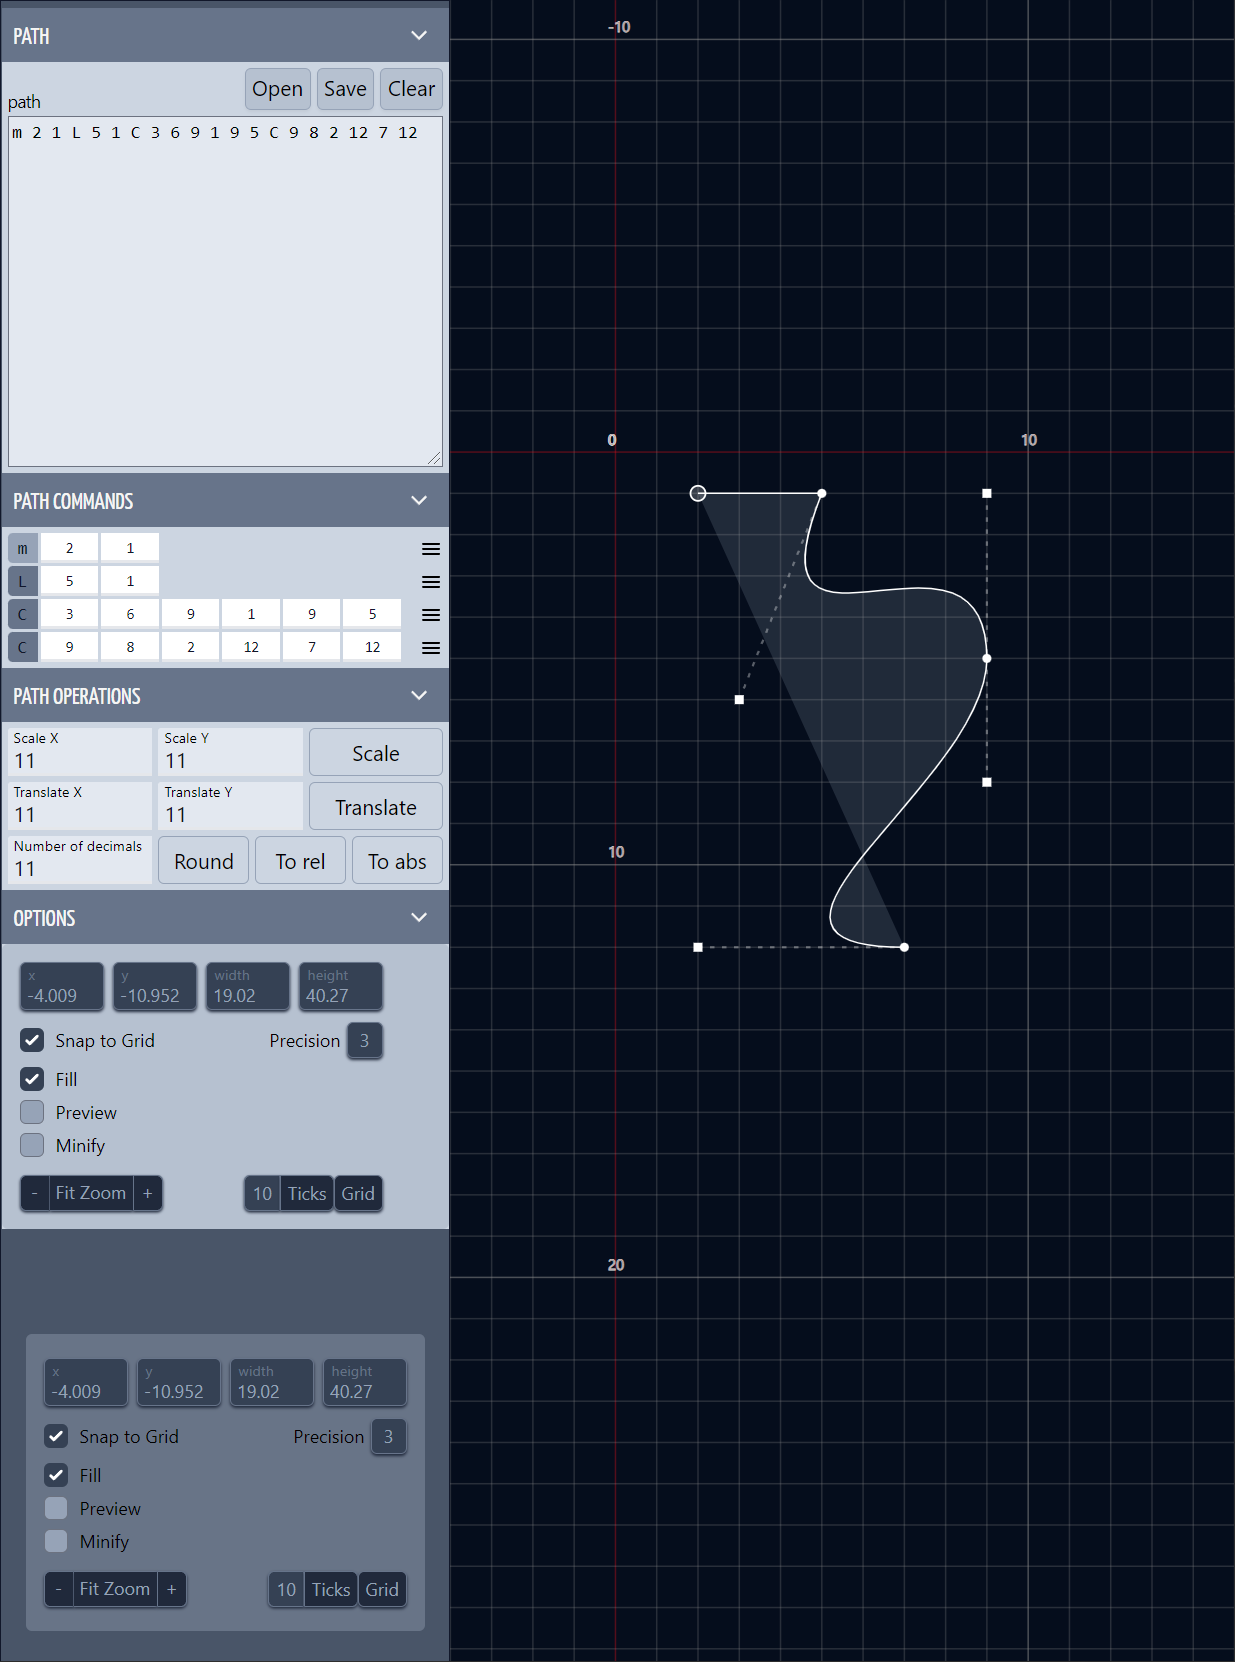 PATH
path
Open Save Clear
m 2 1 L 5 1 C 3 6 9 1 9 5 C 9 8 2 12 7 12
PATH COMMANDS
m 2 1
L 5 1
C 3 6 9 1 9 5
C 9 8 2 12 7 12
PATH OPERATIONS
Scale X Scale Y
11 11 Scale
Translate X Translate Y
11 11 Translate
Number of decimals
11 Round To rel To abs
OPTIONS
x y width height
-4.009 -10.952 19.02 40.27
Snap to Grid Precision 3
Fill
Preview
Minify
- Fit Zoom + 10 Ticks Grid
x y width height
-4.009 -10.952 19.02 40.27
Snap to Grid Precision 3
Fill
Preview
Minify
- Fit Zoom + 10 Ticks Grid
-10
0 10
10
20